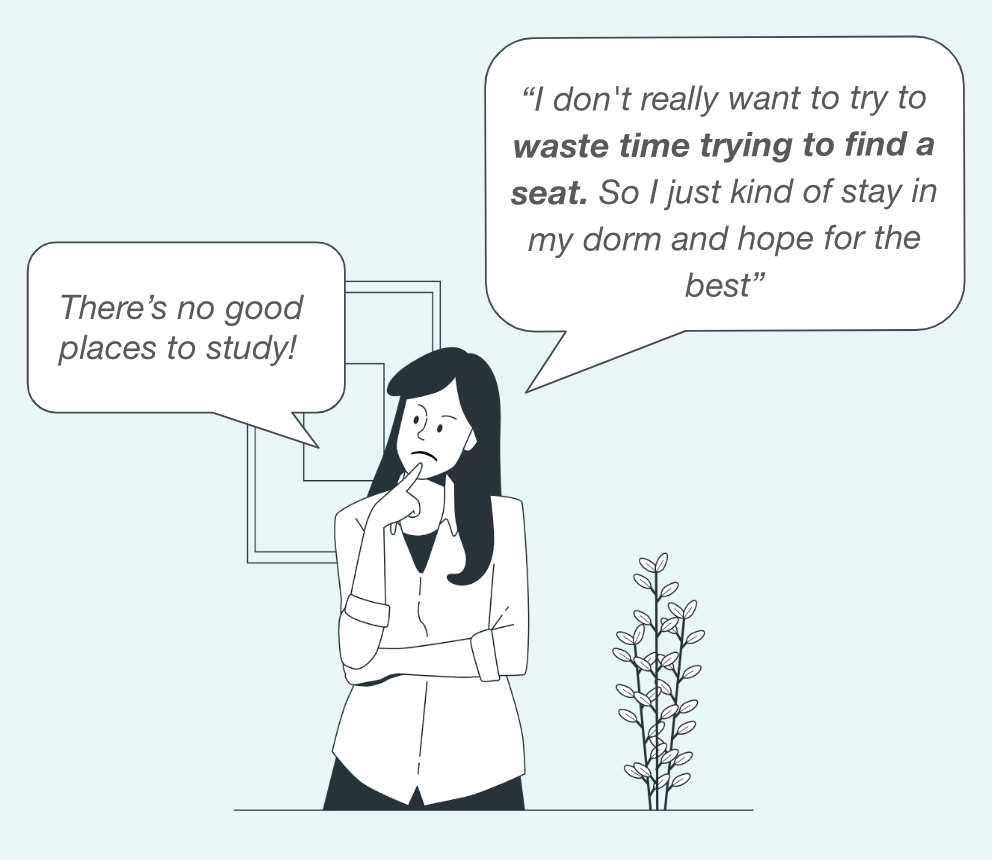 “I don't really want to try to
waste time trying to find a
seat. So I just kind of stay in
my dorm and hope for the
best”
There’s no good
places to study!